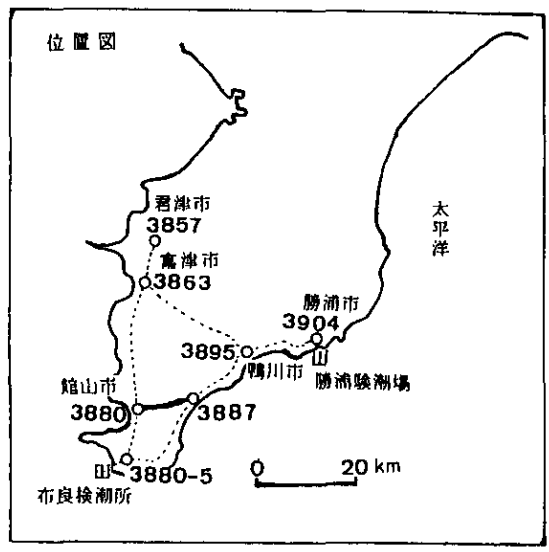 位置図
君津市
3857
富津市
3863
太平洋
勝浦市
3904
3895
鴨川市
勝浦験潮場
館山市
3880
3887
3880-5
布良検潮所
0 20 km